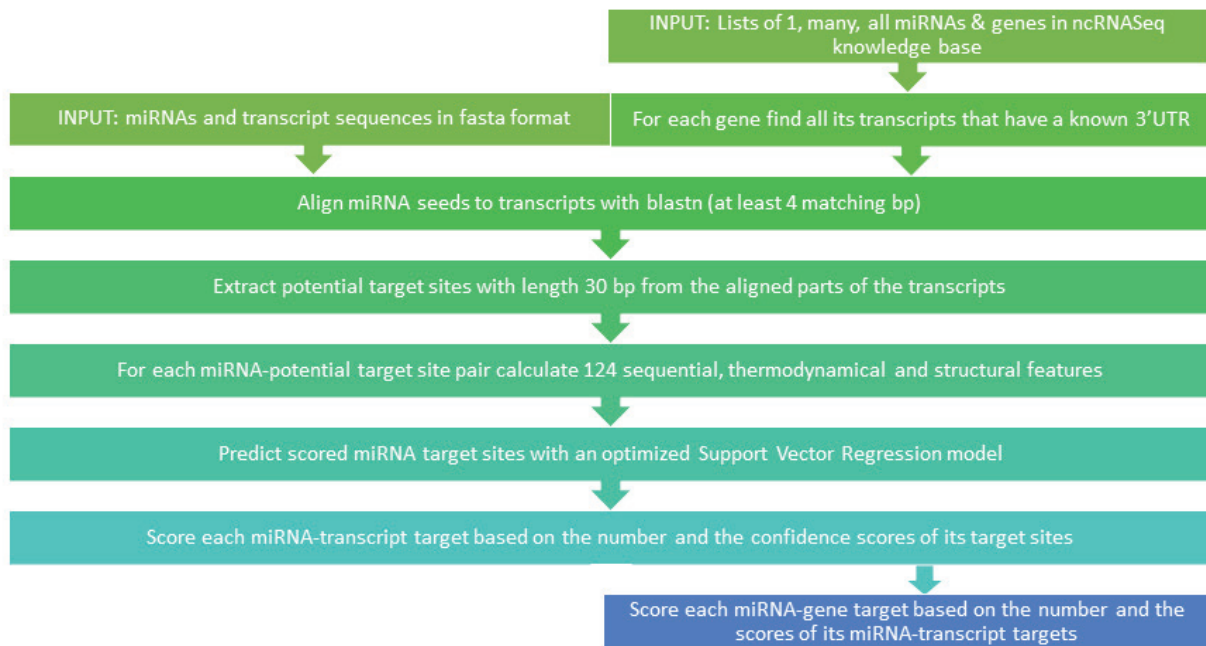 INPUT: Lists of 1, many, all miRNAs & genes in ncRNASeq
knowledge base
INPUT: miRNAs and transcript sequences in fasta format
For each gene find all its transcripts that have a known 3'UTR
Align miRNA seeds to transcripts with blastn (at least 4 matching bp)
Extract potential target sites with length 30 bp from the aligned parts of the transcripts
For each miRNA-potential target site pair calculate 124 sequential, thermodynamical and structural features
Predict scored miRNA target sites with an optimized Support Vector Regression model
Score each miRNA-transcript target based on the number and the confidence scores of its target sites
Score each miRNA-gene target based on the number and the
scores of its miRNA-transcript targets